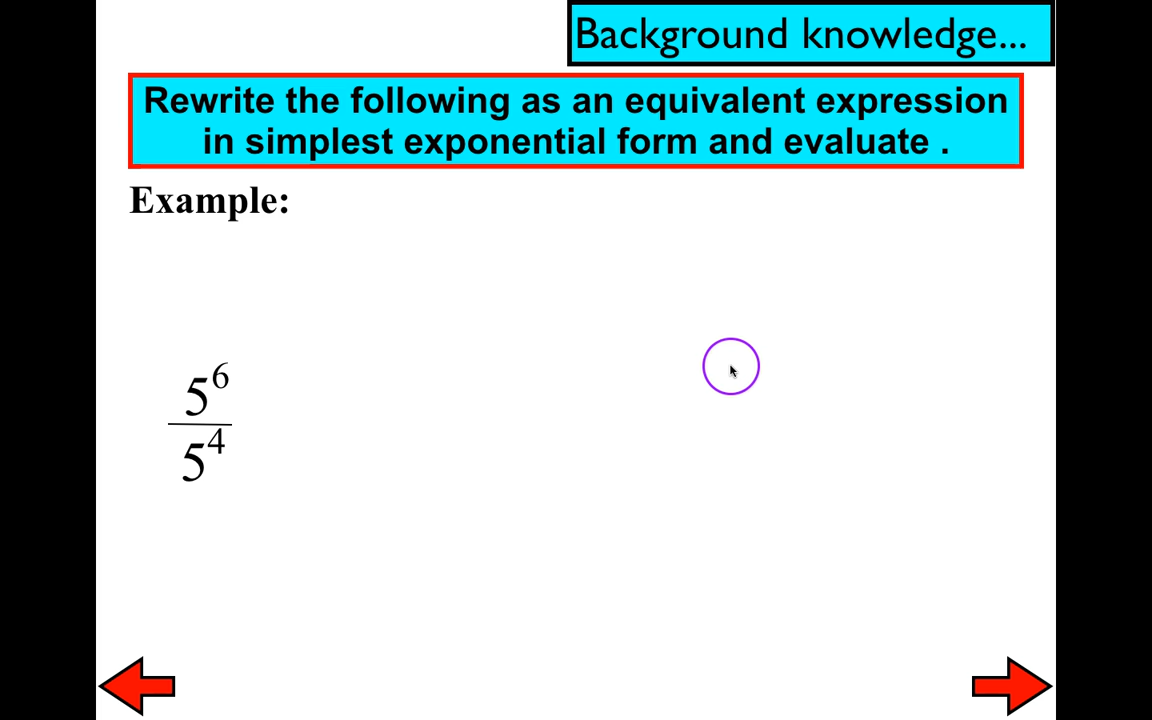 Background knowledge...
Rewrite the following as an equivalent expression
in simplest exponential form and evaluate .
Example:
5⁶
5⁴